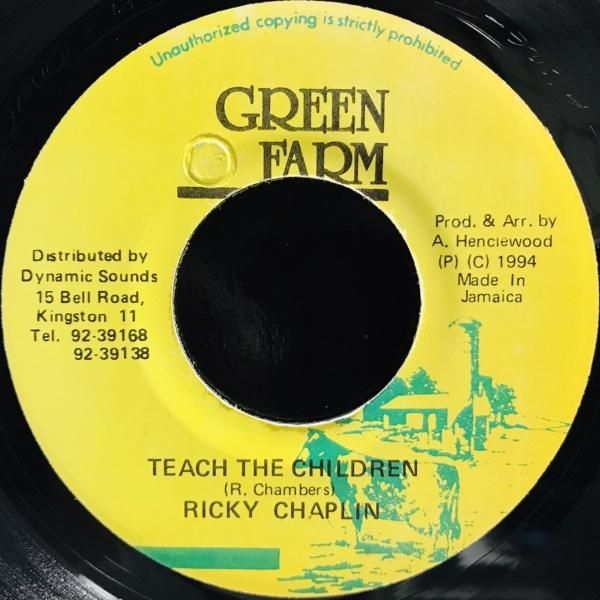 Unauthorized copying is strictly prohibited
GREEN
FARM
Distributed by
Dynamic Sounds
15 Bell Road,
Kingston 11
Tel. 92-39168
92-39138
Prod. & Arr. by
A. Henclewood
(P) (C) 1994
Made In
Jamaica
TEACH THE CHILDREN
(R. Chambers)
RICKY CHAPLIN